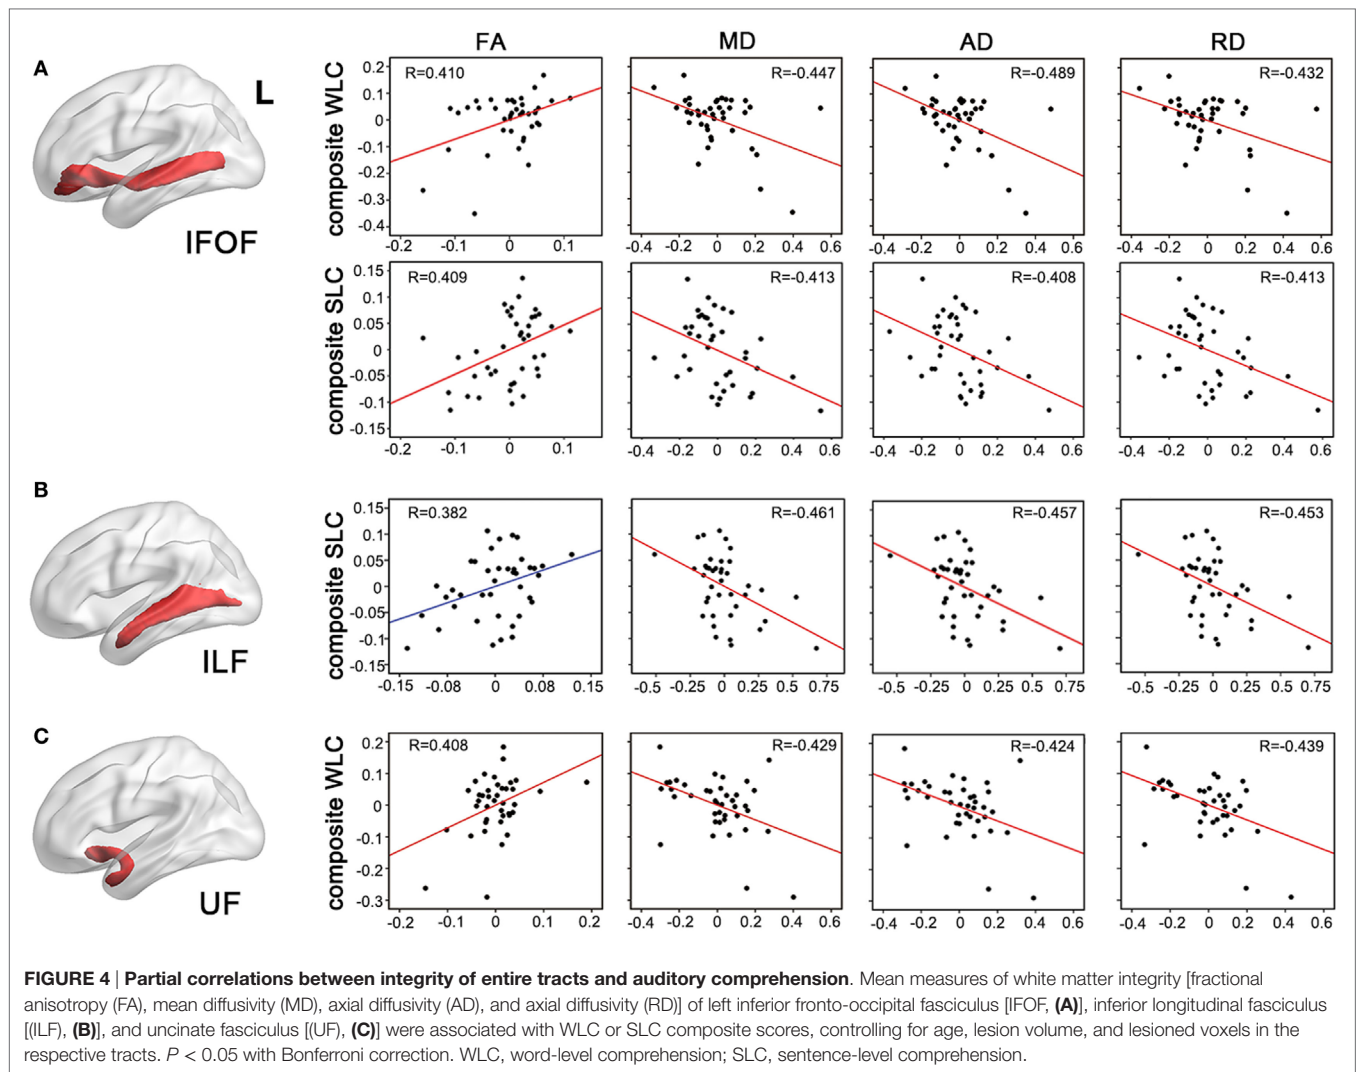 FA MD AD RD
A
L
IFOF
composite WLC
0.2
0.1
0
-0.1
-0.2
-0.3
-0.4
R=0.410 R=-0.447 R=-0.489 R=-0.432
-0.2 -0.1 0 0.1 -0.4 -0.2 0 0.2 0.4 0.6 -0.4 -0.2 0 0.2 0.4 0.6 -0.4 -0.2 0 0.2 0.4 0.6
composite SLC
0.15
0.1
0.05
0
-0.05
-0.1
-0.15
R=0.409 R=-0.413 R=-0.408 R=-0.413
-0.2 -0.1 0 0.1 -0.4 -0.2 0 0.2 0.4 0.6 -0.4 -0.2 0 0.2 0.4 0.6 -0.4 -0.2 0 0.2 0.4 0.6
B
ILF
composite SLC
0.15
0.1
0.05
0
-0.05
-0.1
-0.15
R=0.382 R=-0.461 R=-0.457 R=-0.453
-0.15 -0.08 0 0.08 0.15 -0.5 -0.25 0 0.25 0.5 0.75 -0.5 -0.25 0 0.25 0.5 0.75 -0.5 -0.25 0 0.25 0.5 0.75
C
UF
composite WLC
0.2
0.1
0
-0.1
-0.2
-0.3
R=0.408 R=-0.429 R=-0.424 R=-0.439
-0.2 -0.1 0 0.1 0.2 -0.4 -0.2 0 0.2 0.4 0.6 -0.4 -0.2 0 0.2 0.4 0.6 -0.4 -0.2 0 0.2 0.4 0.6
FIGURE 4 | Partial correlations between integrity of entire tracts and auditory comprehension. Mean measures of white matter integrity [fractional
anisotropy (FA), mean diffusivity (MD), axial diffusivity (AD), and axial diffusivity (RD)] of left inferior fronto-occipital fasciculus [IFOF, (A)], inferior longitudinal fasciculus
[(ILF), (B)], and uncinate fasciculus [(UF), (C)] were associated with WLC or SLC composite scores, controlling for age, lesion volume, and lesioned voxels in the
respective tracts. P < 0.05 with Bonferroni correction. WLC, word-level comprehension; SLC, sentence-level comprehension.